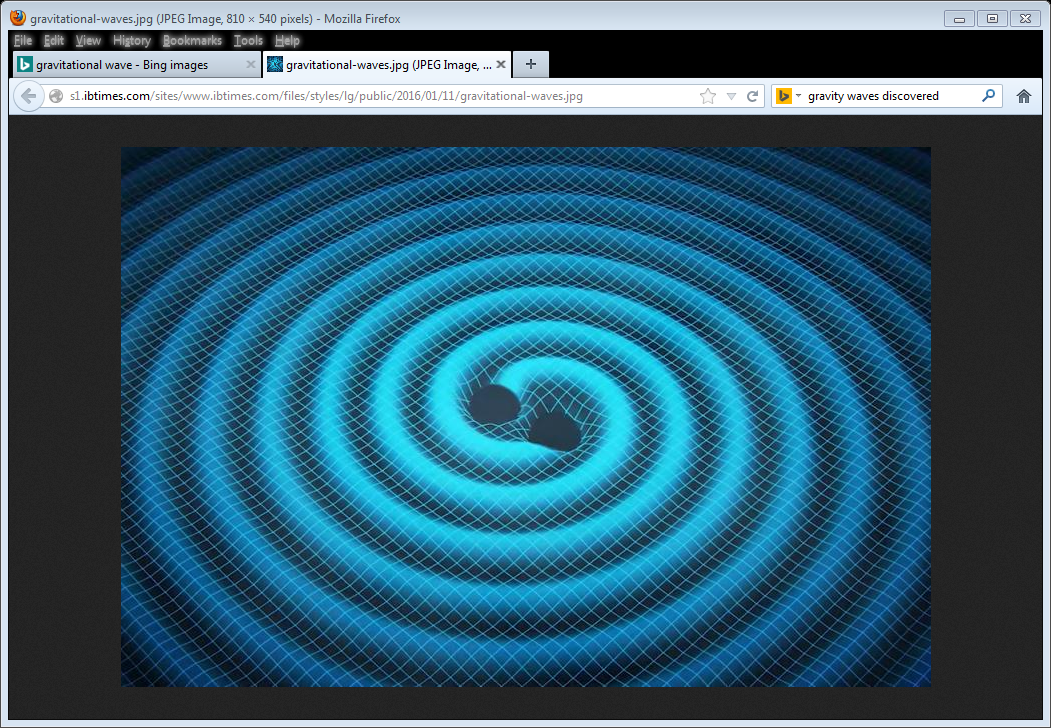 gravitational-waves.jpg (JPEG Image, 810 × 540 pixels) - Mozilla Firefox
File Edit View History Bookmarks Tools Help
gravitational wave - Bing images gravitational-waves.jpg (JPEG Image, ...
s1.ibtimes.com/sites/www.ibtimes.com/files/styles/lg/public/2016/01/11/gravitational-waves.jpg gravity waves discovered